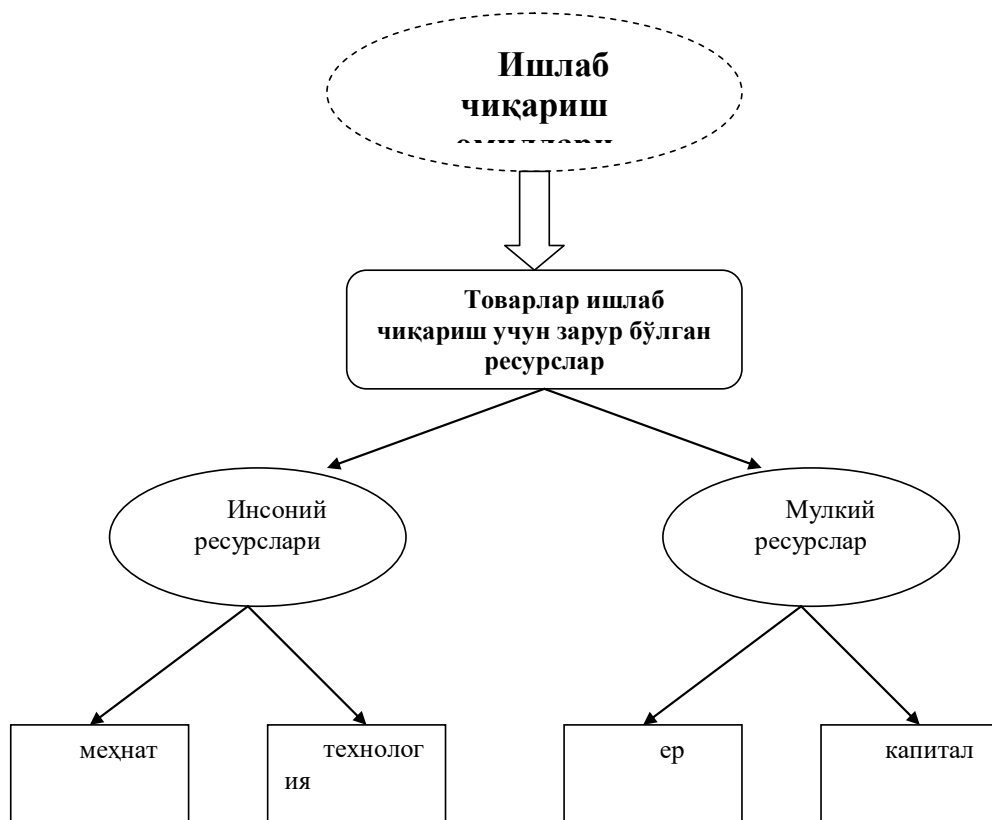 Ишлаб
чиқариш
Товарлар ишлаб
чиқариш учун зарур бўлган
ресурслар
Инсоний
ресурслари
Мулкий
ресурслар
меҳнат
технолог
ия
ер
капитал